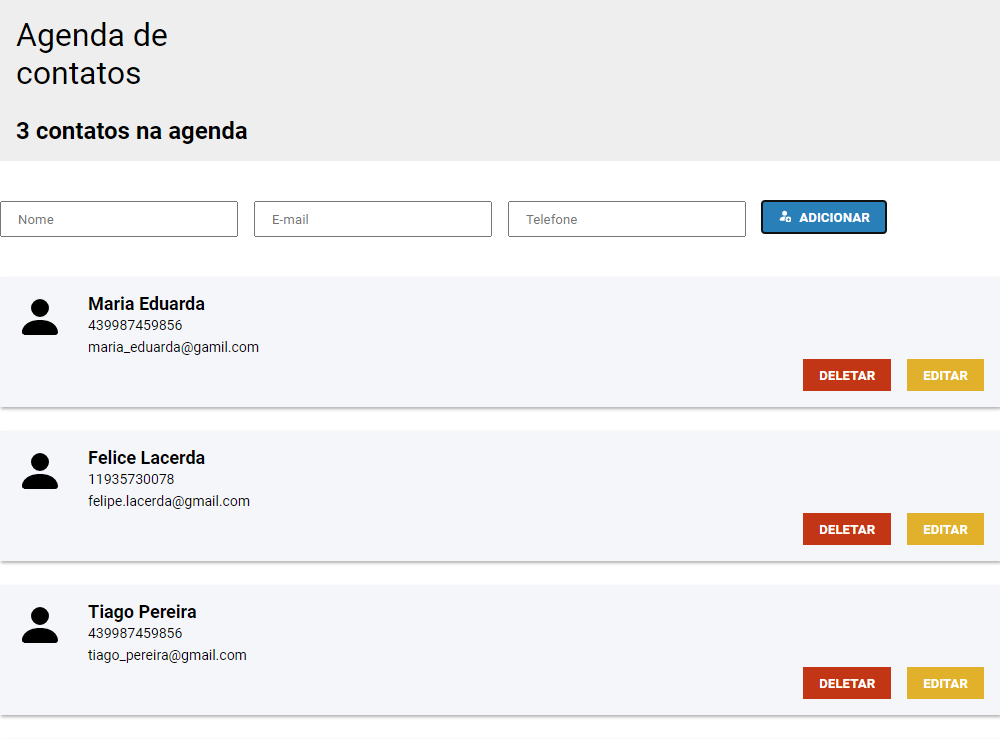 Agenda de
contatos
3 contatos na agenda
Nome E-mail Telefone ADICIONAR
Maria Eduarda
439987459856
maria_eduarda@gamil.com
DELETAR EDITAR
Felice Lacerda
11935730078
felipe.lacerda@gmail.com
DELETAR EDITAR
Tiago Pereira
439987459856
tiago_pereira@gmail.com
DELETAR EDITAR